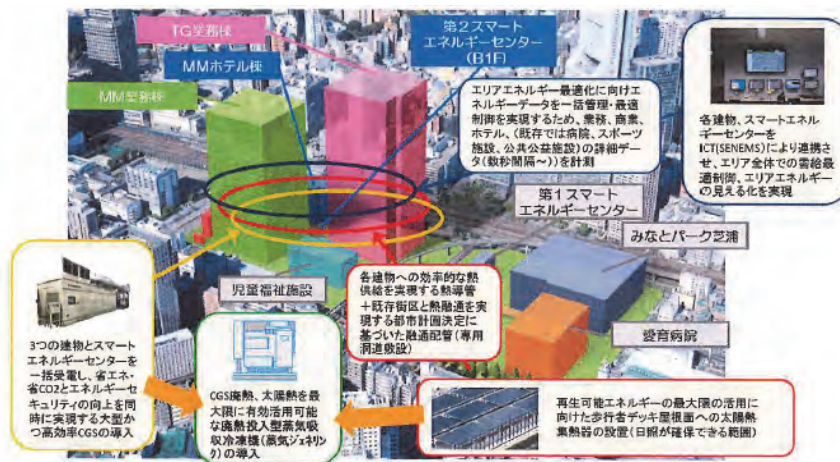 TG業務棟
MMホテル棟
MM業務棟
第2スマート
エネルギーセンター
(B1F)
エリアエネルギー最適化に向けエ
ネルギーデータを一括管理・最適
制御を実現するため、業務、商業、
ホテル、(既存では病院、スポーツ
施設、公共公益施設)の詳細デー
タ(数秒間隔~))を計測
各建物、スマートエネル
ギーセンターを
ICT(SENEMS)により連携さ
せ、エリア全体での需給最
適制御、エリアエネルギー
の見える化を実現
第1スマート
エネルギーセンター
みなとパーク芝浦
愛育病院
児童福祉施設
各建物への効率的な熱
供給を実現する熱導管
+既存街区と熱融通を実
現する都市計画決定に
基づいた融通配管(専用
洞道敷設)
3つの建物とスマート
エネルギーセンターを
一括受電し、省エネ・
省CO2とエネルギーセ
キュリティの向上を同
時に実現する大型か
つ高効率CGSの導入
CGS廃熱、太陽熱を最
大限に有効活用可能
な廃熱投入型蒸気吸
収冷凍機(蒸気ジェネリン
ク)の導入
再生可能エネルギーの最大限の活用に
向けた歩行者デッキ屋根面への太陽熱
集熱器の設置(日照が確保できる範囲)